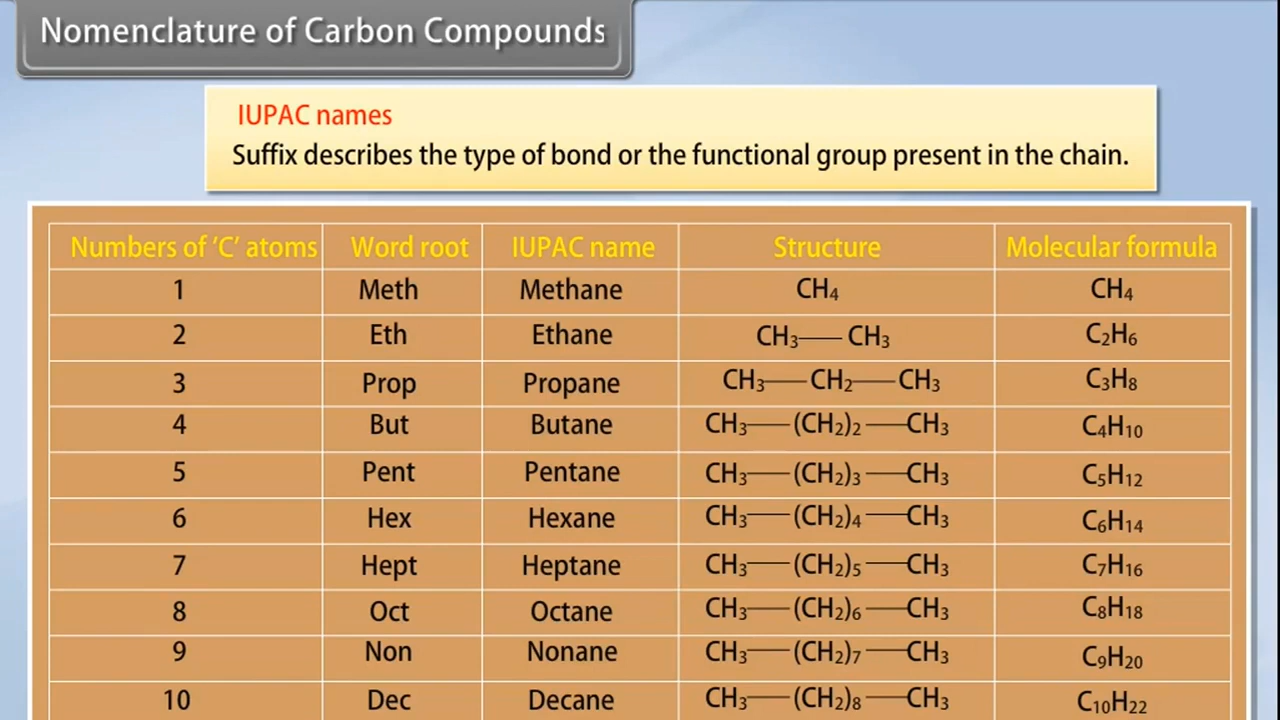 Nomenclature of Carbon Compounds
IUPAC names
Suffix describes the type of bond or the functional group present in the chain.
Numbers of ‘C’ atoms Word root IUPAC name Structure Molecular formula
1 Meth Methane CH₄ CH₄
2 Eth Ethane CH₃—CH₃ C₂H₆
3 Prop Propane CH₃—CH₂—CH₃ C₃H₈
4 But Butane CH₃—(CH₂)₂—CH₃ C₄H₁₀
5 Pent Pentane CH₃—(CH₂)₃—CH₃ C₅H₁₂
6 Hex Hexane CH₃—(CH₂)₄—CH₃ C₆H₁₄
7 Hept Heptane CH₃—(CH₂)₅—CH₃ C₇H₁₆
8 Oct Octane CH₃—(CH₂)₆—CH₃ C₈H₁₈
9 Non Nonane CH₃—(CH₂)₇—CH₃ C₉H₂₀
10 Dec Decane CH₃—(CH₂)₈—CH₃ C₁₀H₂₂